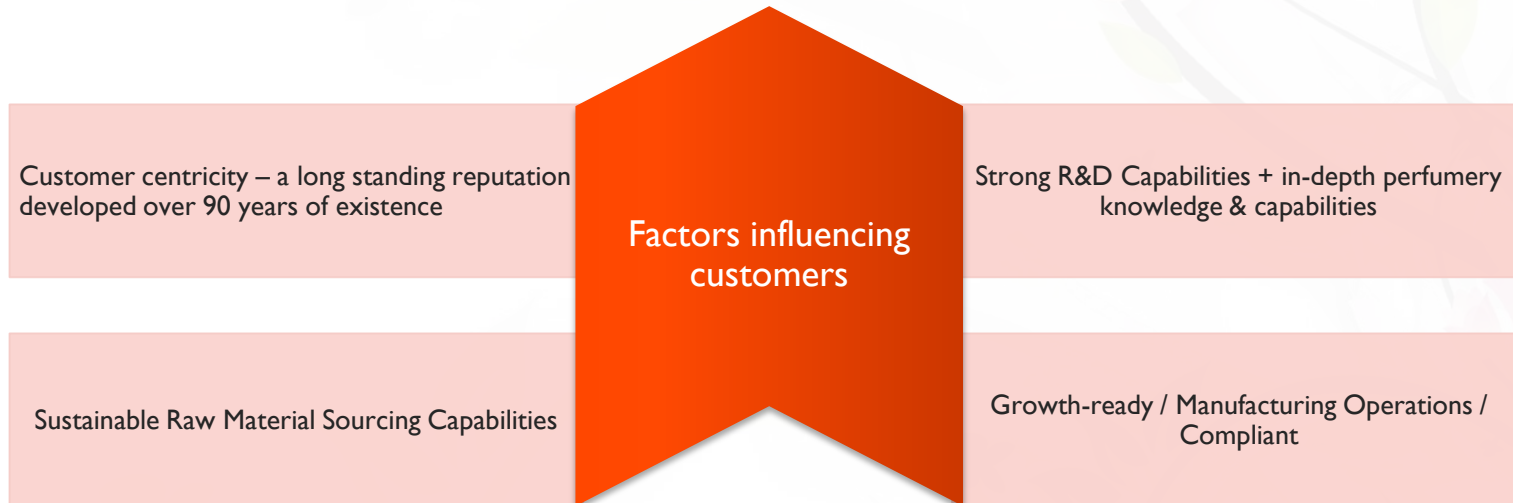 Customer centricity – a long standing reputation
developed over 90 years of existence
Factors influencing
customers
Strong R&D Capabilities + in-depth perfumery
knowledge & capabilities
Sustainable Raw Material Sourcing Capabilities
Growth-ready / Manufacturing Operations /
Compliant